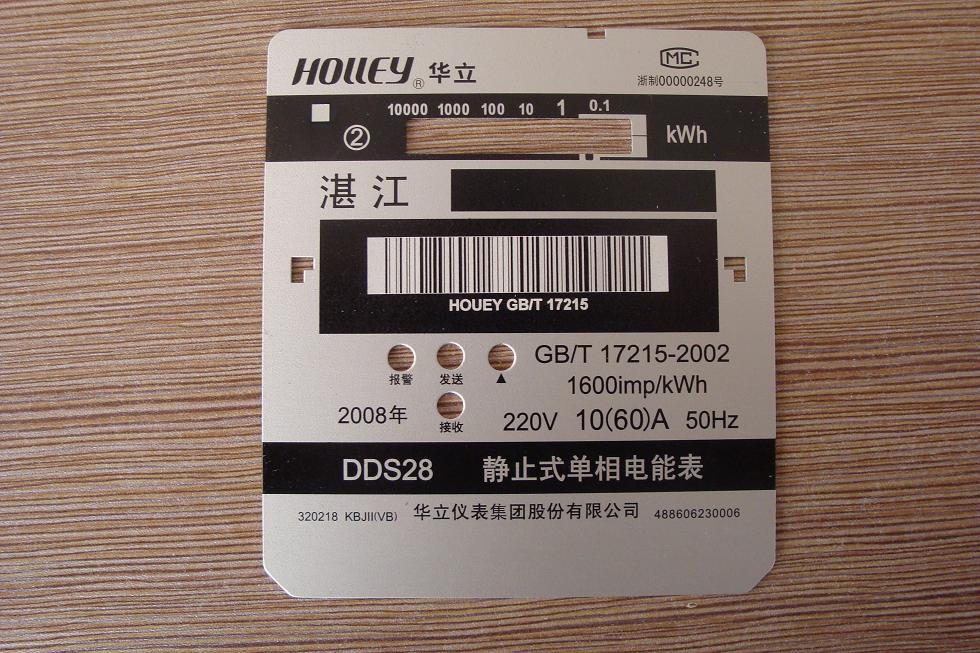 HOLLEY® 华立
MC
浙制00000248号
10000 1000 100 10 1 0.1
② kWh
湛江
HOUEY GB/T 17215
GB/T 17215-2002
报警 发送 ▲
1600imp/kWh
2008年
接收
220V 10(60)A 50Hz
DDS28 静止式单相电能表
320218 KBJII(VB) 华立仪表集团股份有限公司 488606230006